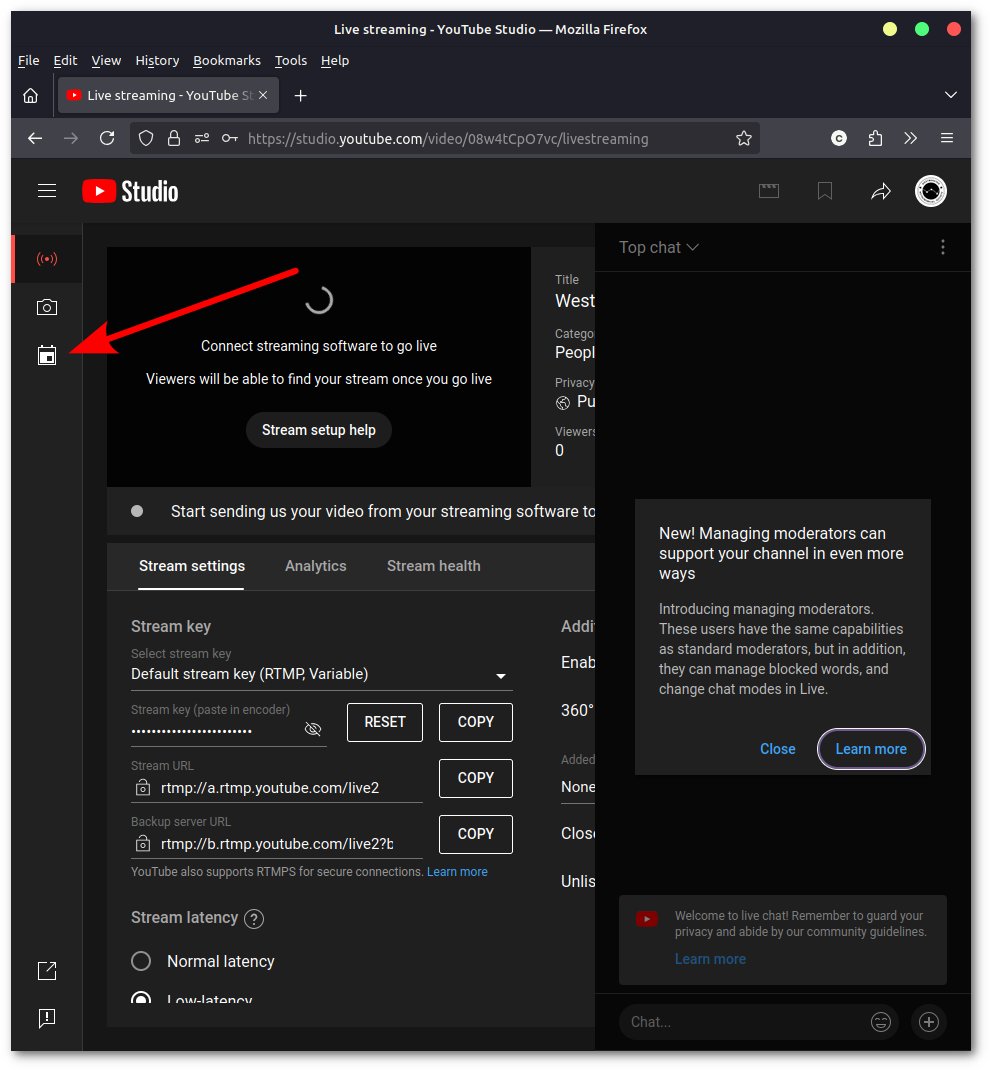 Live streaming - YouTube Studio — Mozilla Firefox
File Edit View History Bookmarks Tools Help
Live streaming - YouTube St
https://studio.youtube.com/video/08w4tCpO7vc/livestreaming
Studio
Connect streaming software to go live
Viewers will be able to find your stream once you go live
Stream setup help
Title
West
Catego
Peopl
Privacy
Pu
Viewers
0
Start sending us your video from your streaming software to
Stream settings Analytics Stream health
Stream key
Select stream key
Default stream key (RTMP, Variable)
Stream key (paste in encoder)
••••••••••••••••••••••••
RESET COPY
Stream URL
rtmp://a.rtmp.youtube.com/live2
COPY
Backup server URL
rtmp://b.rtmp.youtube.com/live2?b
COPY
YouTube also supports RTMPS for secure connections. Learn more
Stream latency ?
Normal latency
Low-latency
Addi
Enab
360°
Added
None
Close
Unlis
Top chat
New! Managing moderators can
support your channel in even more
ways
Introducing managing moderators.
These users have the same capabilities
as standard moderators, but in addition,
they can manage blocked words, and
change chat modes in Live.
Close Learn more
Welcome to live chat! Remember to guard your
privacy and abide by our community guidelines.
Learn more
Chat...